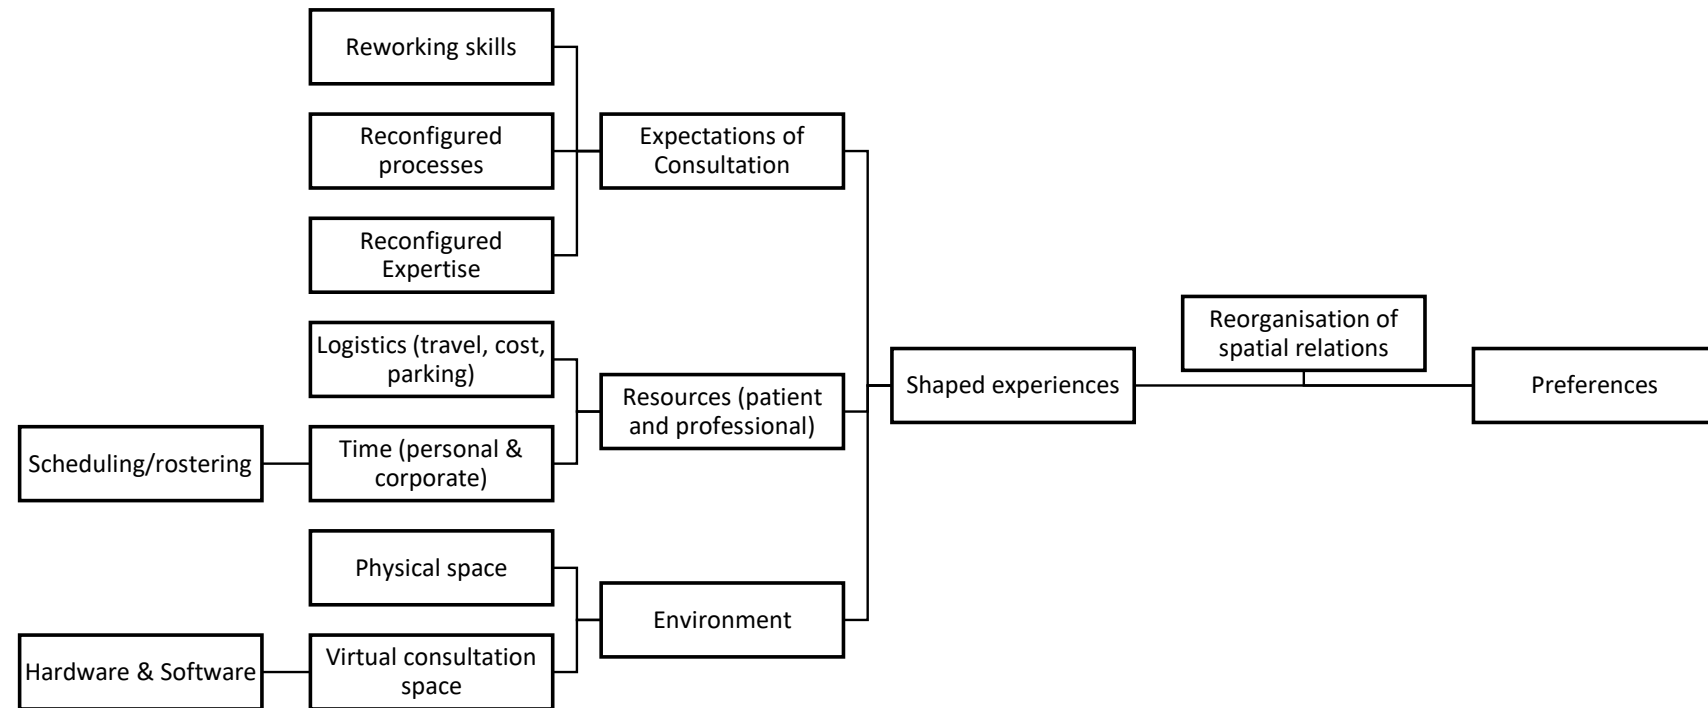 Reworking skills
Reconfigured
processes
Expectations of
Consultation
Reconfigured
Expertise
Logistics (travel, cost,
parking)
Resources (patient
and professional)
Scheduling/rostering
Time (personal &
corporate)
Physical space
Environment
Hardware & Software
Virtual consultation
space
Shaped experiences
Reorganisation of
spatial relations
Preferences